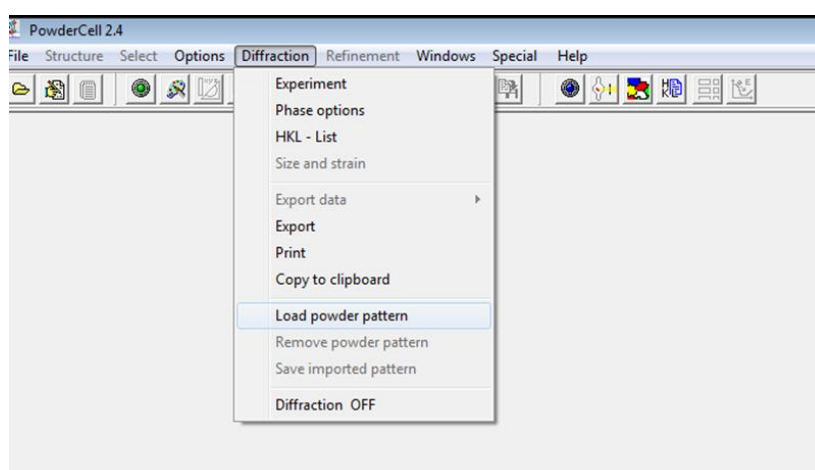 PowderCell 2.4
File Structure Select Options Diffraction Refinement Windows Special Help
Experiment
Phase options
HKL - List
Size and strain
Export data
Export
Print
Copy to clipboard
Load powder pattern
Remove powder pattern
Save imported pattern
Diffraction OFF